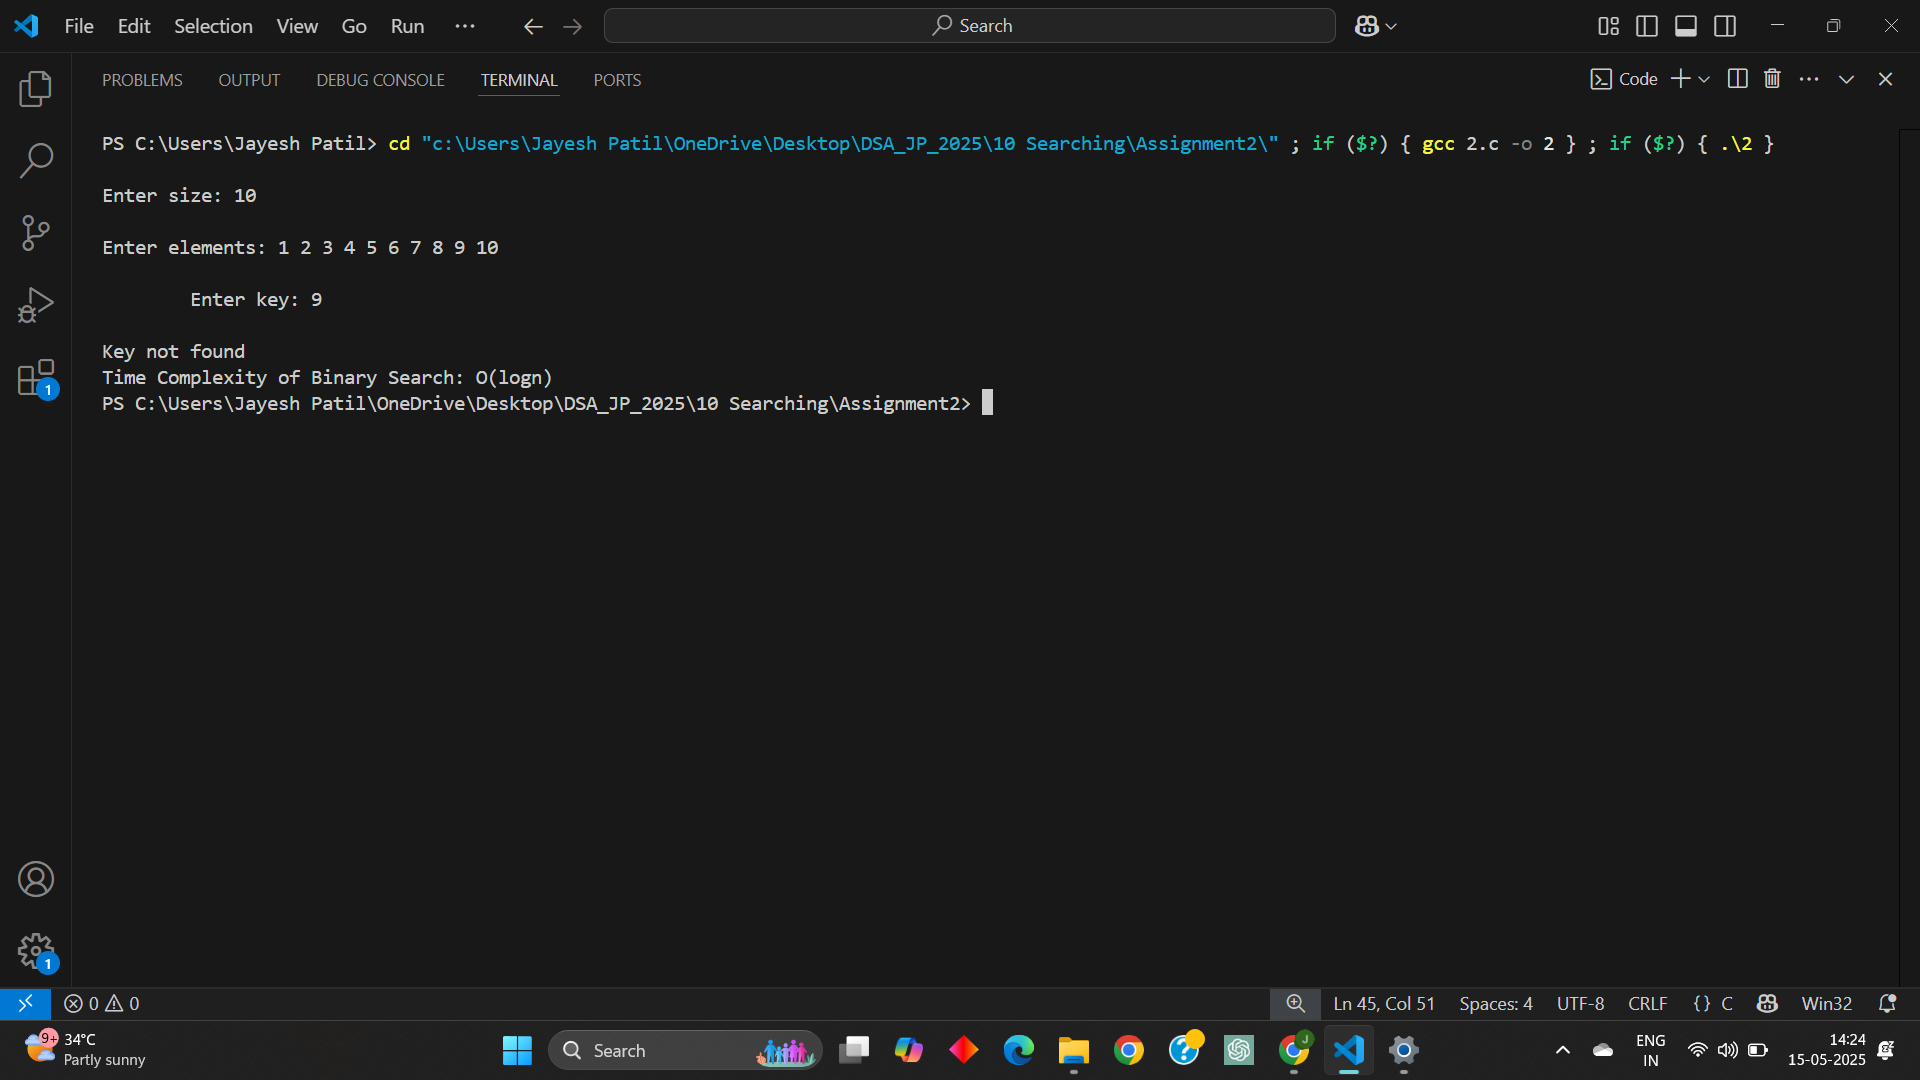 File Edit Selection View Go Run ··· Search
PROBLEMS OUTPUT DEBUG CONSOLE TERMINAL PORTS Code
PS C:\Users\Jayesh Patil> cd "c:\Users\Jayesh Patil\OneDrive\Desktop\DSA_JP_2025\10 Searching\Assignment2\" ; if ($?) { gcc 2.c -o 2 } ; if ($?) { .\2 }
Enter size: 10
Enter elements: 1 2 3 4 5 6 7 8 9 10
Enter key: 9
Key not found
Time Complexity of Binary Search: O(logn)
PS C:\Users\Jayesh Patil\OneDrive\Desktop\DSA_JP_2025\10 Searching\Assignment2>
1
1
0 0 Ln 45, Col 51 Spaces: 4 UTF-8 CRLF {} C Win32
9+ 34°C
Partly sunny
Search
J
ENG
IN
14:24
15-05-2025